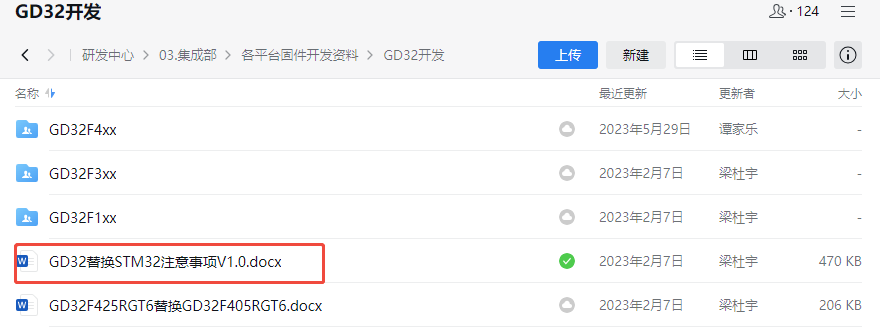 GD32开发
· 124
研发中心 > 03.集成部 > 各平台固件开发资料 > GD32开发
上传
新建
名称 最近更新 更新者 大小
GD32F4xx 2023年5月29日 谭家乐 -
GD32F3xx 2023年2月7日 梁杜宇 -
GD32F1xx 2023年2月7日 梁杜宇 -
GD32替换STM32注意事项V1.0.docx 2023年2月7日 梁杜宇 470 KB
GD32F425RGT6替换GD32F405RGT6.docx 2023年2月7日 梁杜宇 206 KB